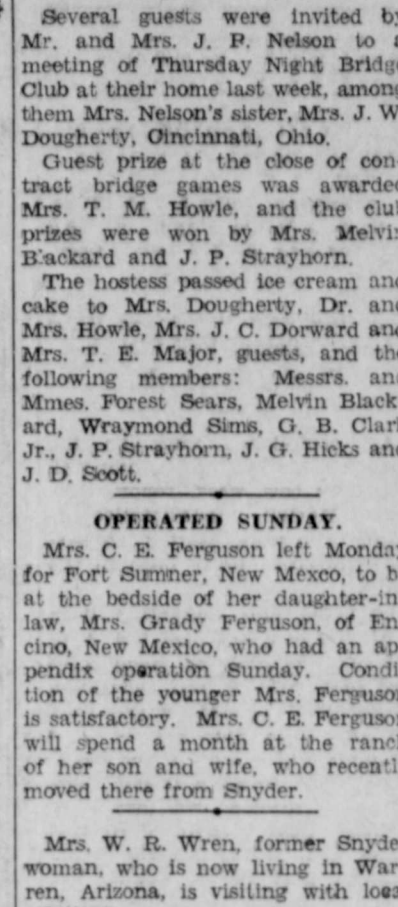 Several guests were invited by
Mr. and Mrs. J. P. Nelson to a
meeting of Thursday Night Bridge
Club at their home last week, among
them Mrs. Nelson's sister, Mrs. J. W.
Dougherty, Cincinnati, Ohio.
Guest prize at the close of con-
tract bridge games was awarded
Mrs. T. M. Howle, and the club
prizes were won by Mrs. Melvin
Blackard and J. P. Strayhorn.
The hostess passed ice cream and
cake to Mrs. Dougherty, Dr. and
Mrs. Howle, Mrs. J. C. Dorward and
Mrs. T. E. Major, guests, and the
following members: Messrs. and
Mmes. Forest Sears, Melvin Black-
ard, Wraymond Sims, G. B. Clark
Jr., J. P. Strayhorn, J. G. Hicks and
J. D. Scott.
OPERATED SUNDAY.
Mrs. C. E. Ferguson left Monday
for Fort Sumner, New Mexco, to be
at the bedside of her daughter-in-
law, Mrs. Grady Ferguson, of En-
cino, New Mexico, who had an ap-
pendix operation Sunday. Condi-
tion of the younger Mrs. Ferguson
is satisfactory. Mrs. C. E. Ferguson
will spend a month at the ranch
of her son and wife, who recently
moved there from Snyder.
Mrs. W. R. Wren, former Snyder
woman, who is now living in War-
ren, Arizona, is visiting with local